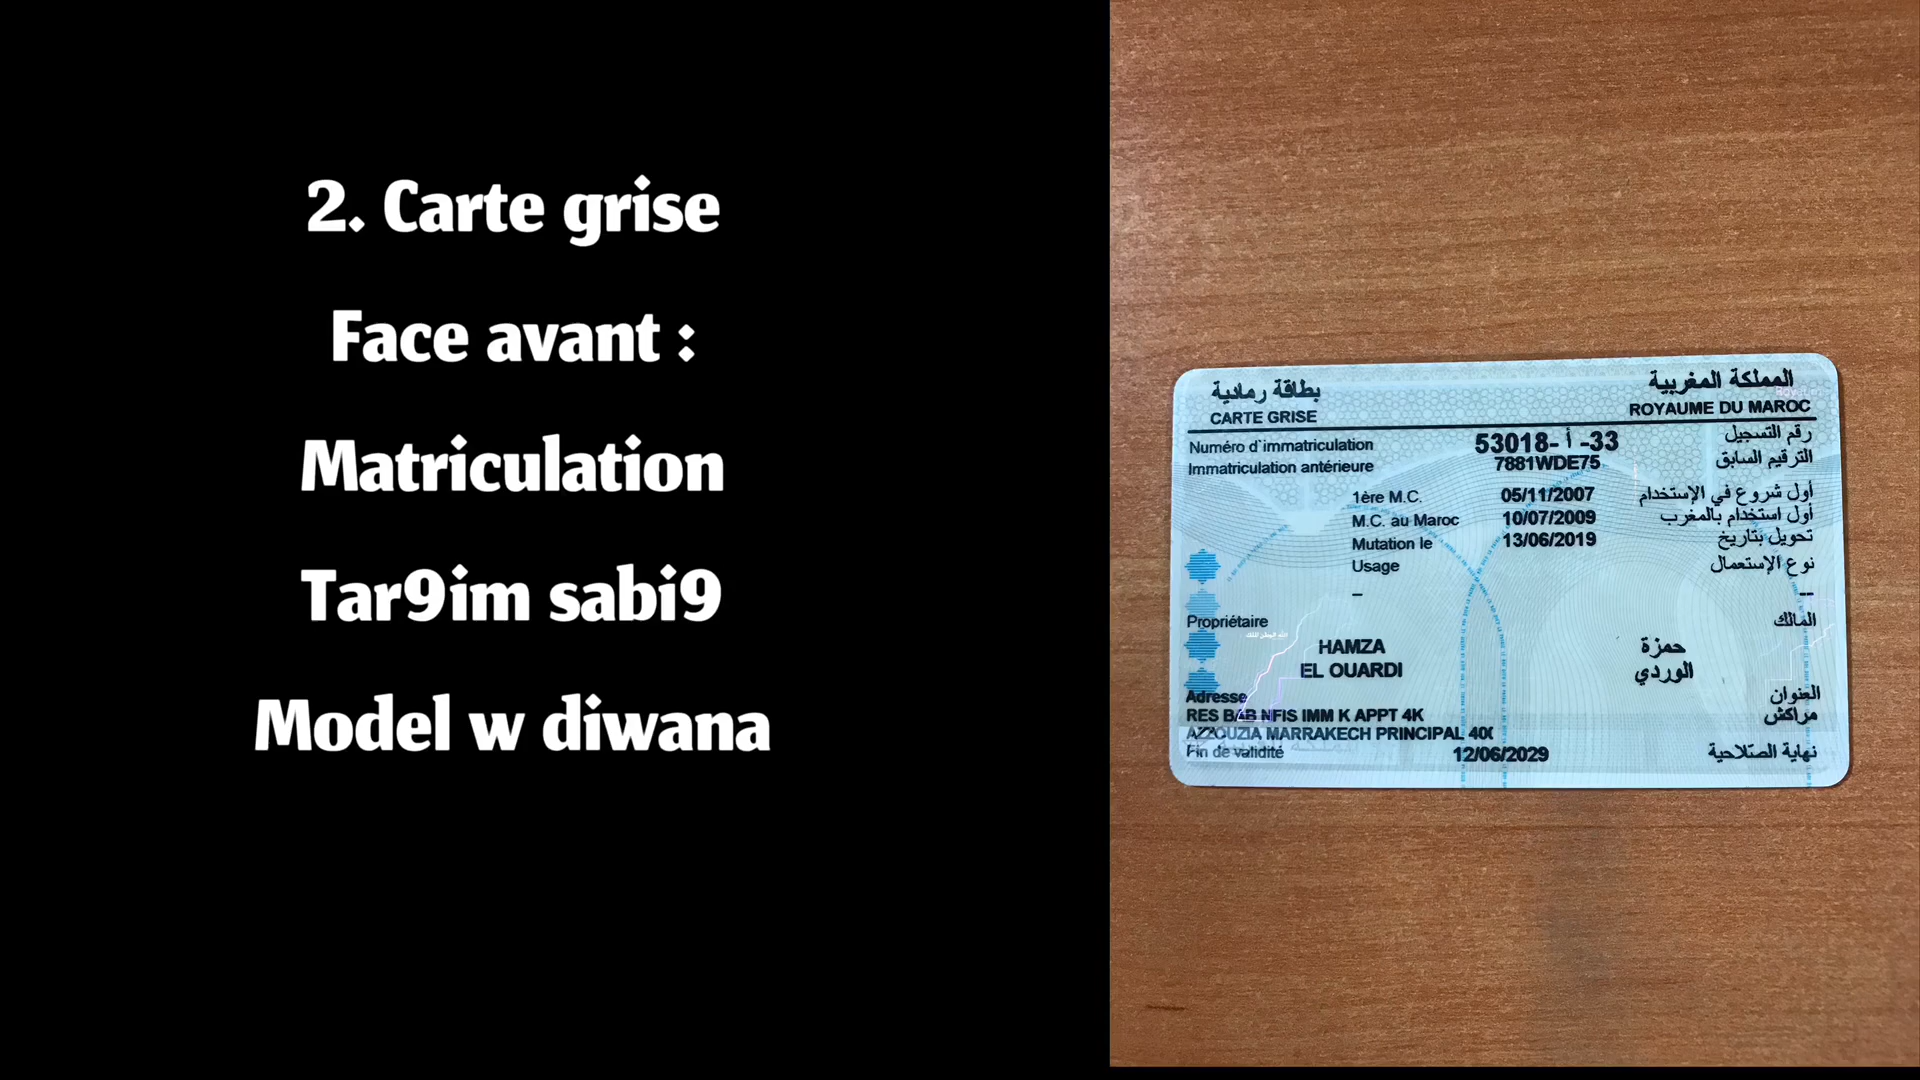 2. Carte grise
Face avant :
Matriculation
Tar9im sabi9
Model w diwana
بطاقة رمادية
المملكة المغربية
CARTE GRISE
ROYAUME DU MAROC
Numéro d`immatriculation 53018- أ -33 رقم التسجيل
Immatriculation antérieure 7881WDE75 الترقيم السابق
1ère M.C. 05/11/2007 أول شروع في الإستخدام
M.C. au Maroc 10/07/2009 أول استخدام بالمغرب
Mutation le 13/06/2019 تحويل بتاريخ
Usage نوع الإستعمال
– --
Propriétaire المالك
HAMZA حمزة
EL OUARDI الوردي
Adresse العنوان
RES BAB NFIS IMM K APPT 4K مراكش
AZZOUZIA MARRAKECH PRINCIPAL 400
Fin de validité 12/06/2029 نهاية الصلاحية